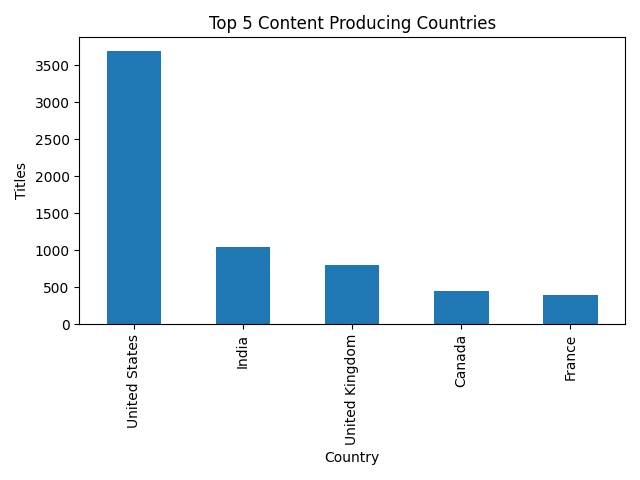 Top 5 Content Producing Countries
Titles
3500
3000
2500
2000
1500
1000
500
0
United States
India
United Kingdom
Canada
France
Country